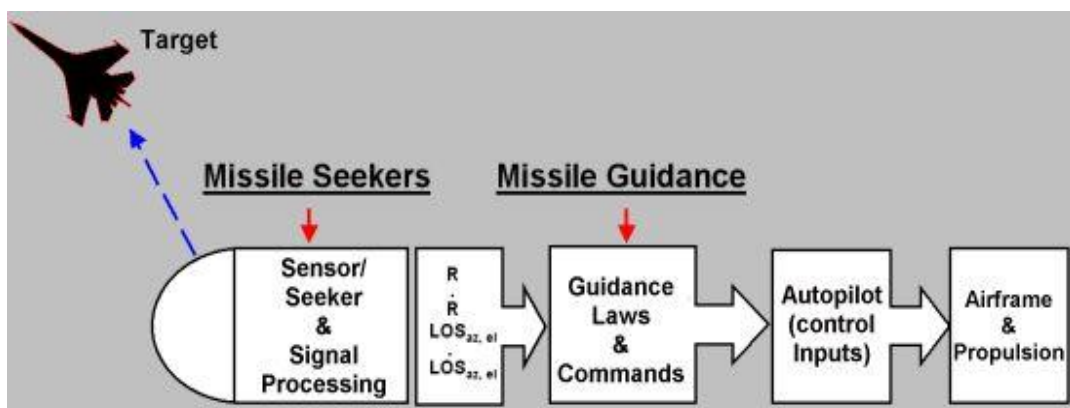 Target
Missile Seekers
Missile Guidance
Sensor/
Seeker
&
Signal
Processing
R
Ṙ
LOSaz, el
LȮSaz, el
Guidance
Laws
&
Commands
Autopilot
(control
Inputs)
Airframe
&
Propulsion